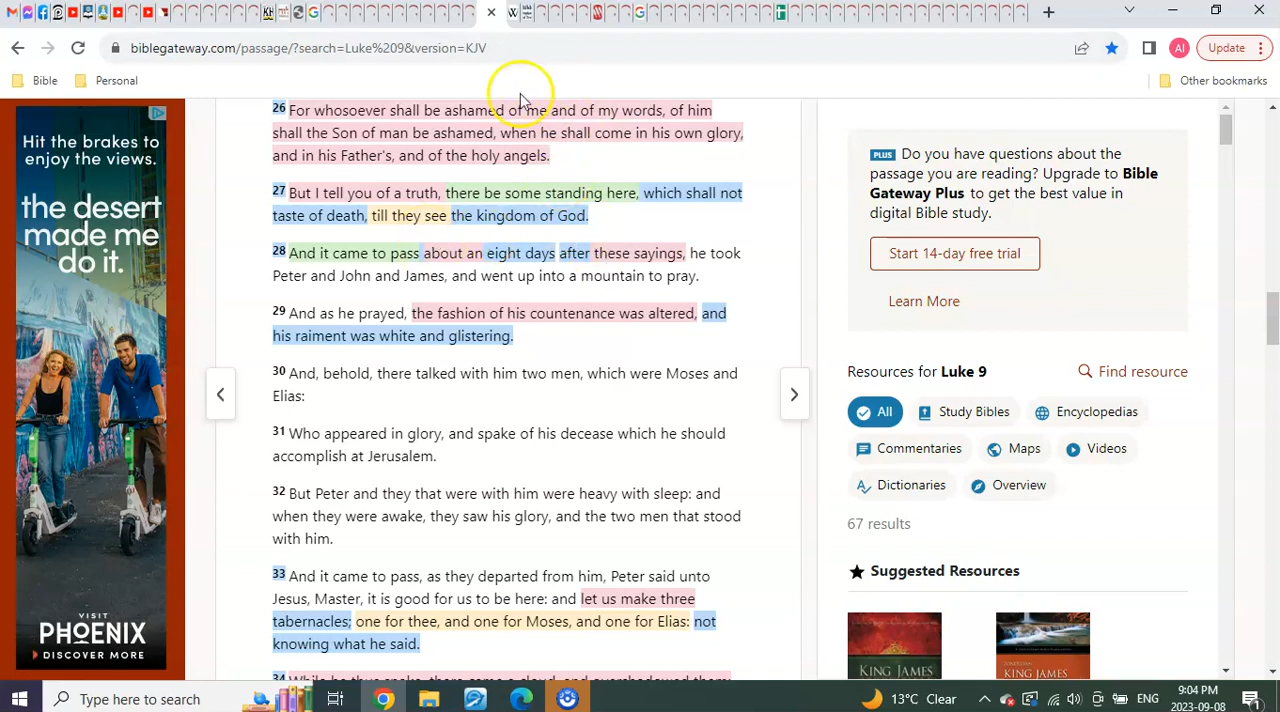 biblegateway.com/passage/?search=Luke%209&version=KJV
AI
Update
Bible
Personal
Other bookmarks
Hit the brakes to
enjoy the views.
the desert
made me
do it.
VISIT
PHOENIX
DISCOVER MORE
26 For whosoever shall be ashamed of me and of my words, of him
shall the Son of man be ashamed, when he shall come in his own glory,
and in his Father's, and of the holy angels.
27 But I tell you of a truth, there be some standing here, which shall not
taste of death, till they see the kingdom of God.
28 And it came to pass about an eight days after these sayings, he took
Peter and John and James, and went up into a mountain to pray.
29 And as he prayed, the fashion of his countenance was altered, and
his raiment was white and glistering.
30 And, behold, there talked with him two men, which were Moses and
Elias:
31 Who appeared in glory, and spake of his decease which he should
accomplish at Jerusalem.
32 But Peter and they that were with him were heavy with sleep: and
when they were awake, they saw his glory, and the two men that stood
with him.
33 And it came to pass, as they departed from him, Peter said unto
Jesus, Master, it is good for us to be here: and let us make three
tabernacles; one for thee, and one for Moses, and one for Elias: not
knowing what he said.
34
PLUS Do you have questions about the
passage you are reading? Upgrade to Bible
Gateway Plus to get the best value in
digital Bible study.
Start 14-day free trial
Learn More
Resources for Luke 9
Find resource
All
Study Bibles
Encyclopedias
Commentaries
Maps
Videos
Dictionaries
Overview
67 results
Suggested Resources
KING JAMES
KING JAMES
Type here to search
13°C Clear
ENG
9:04 PM
2023-09-08